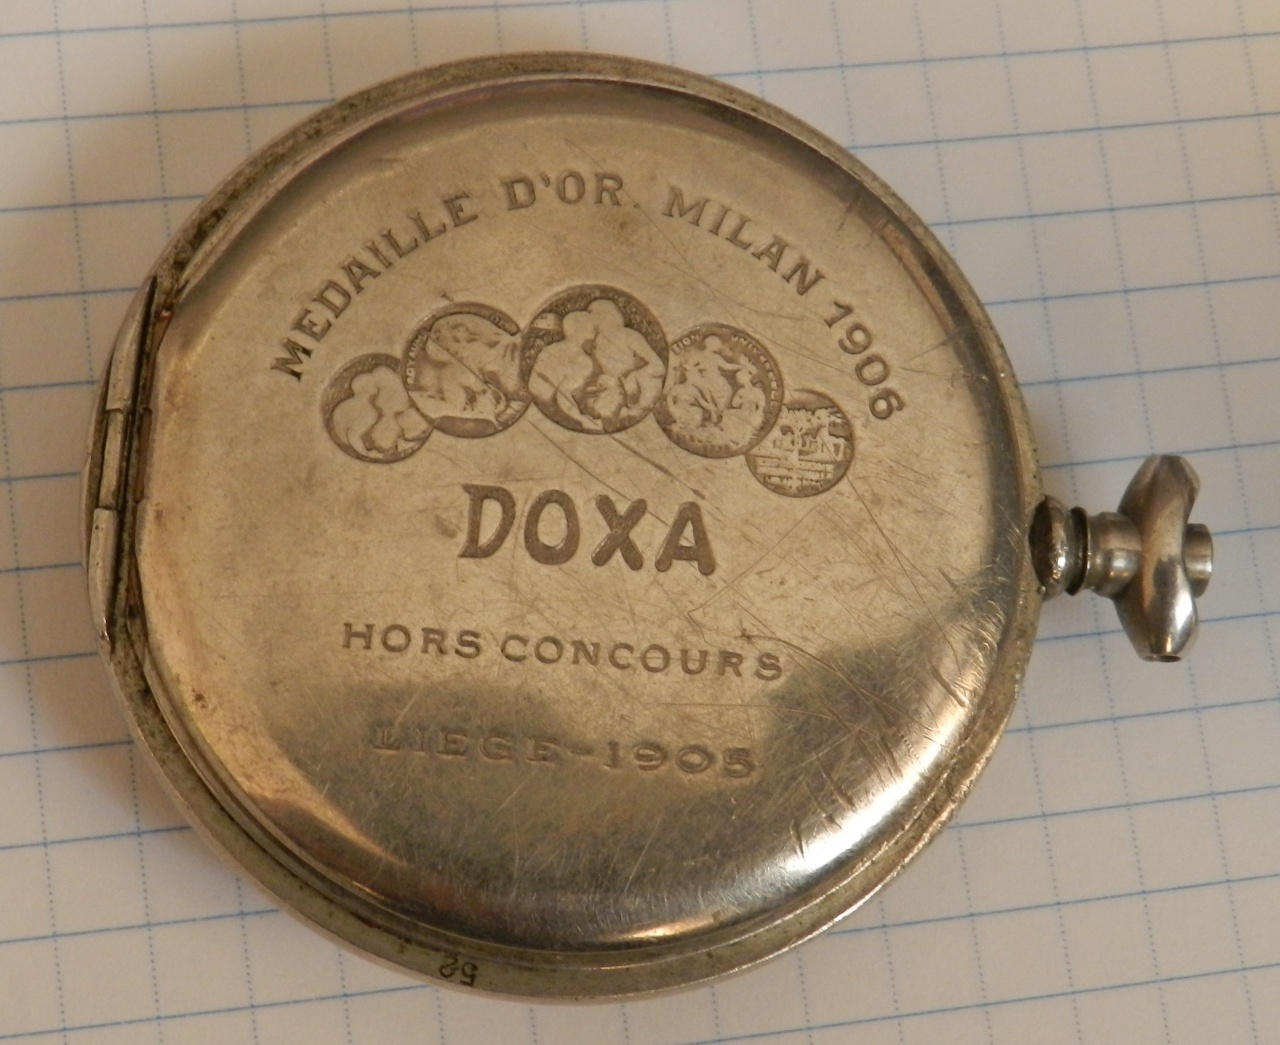 MEDAILLE D'OR. MILAN 1906
DOXA
HORS CONCOURS
LIEGE-1905
52